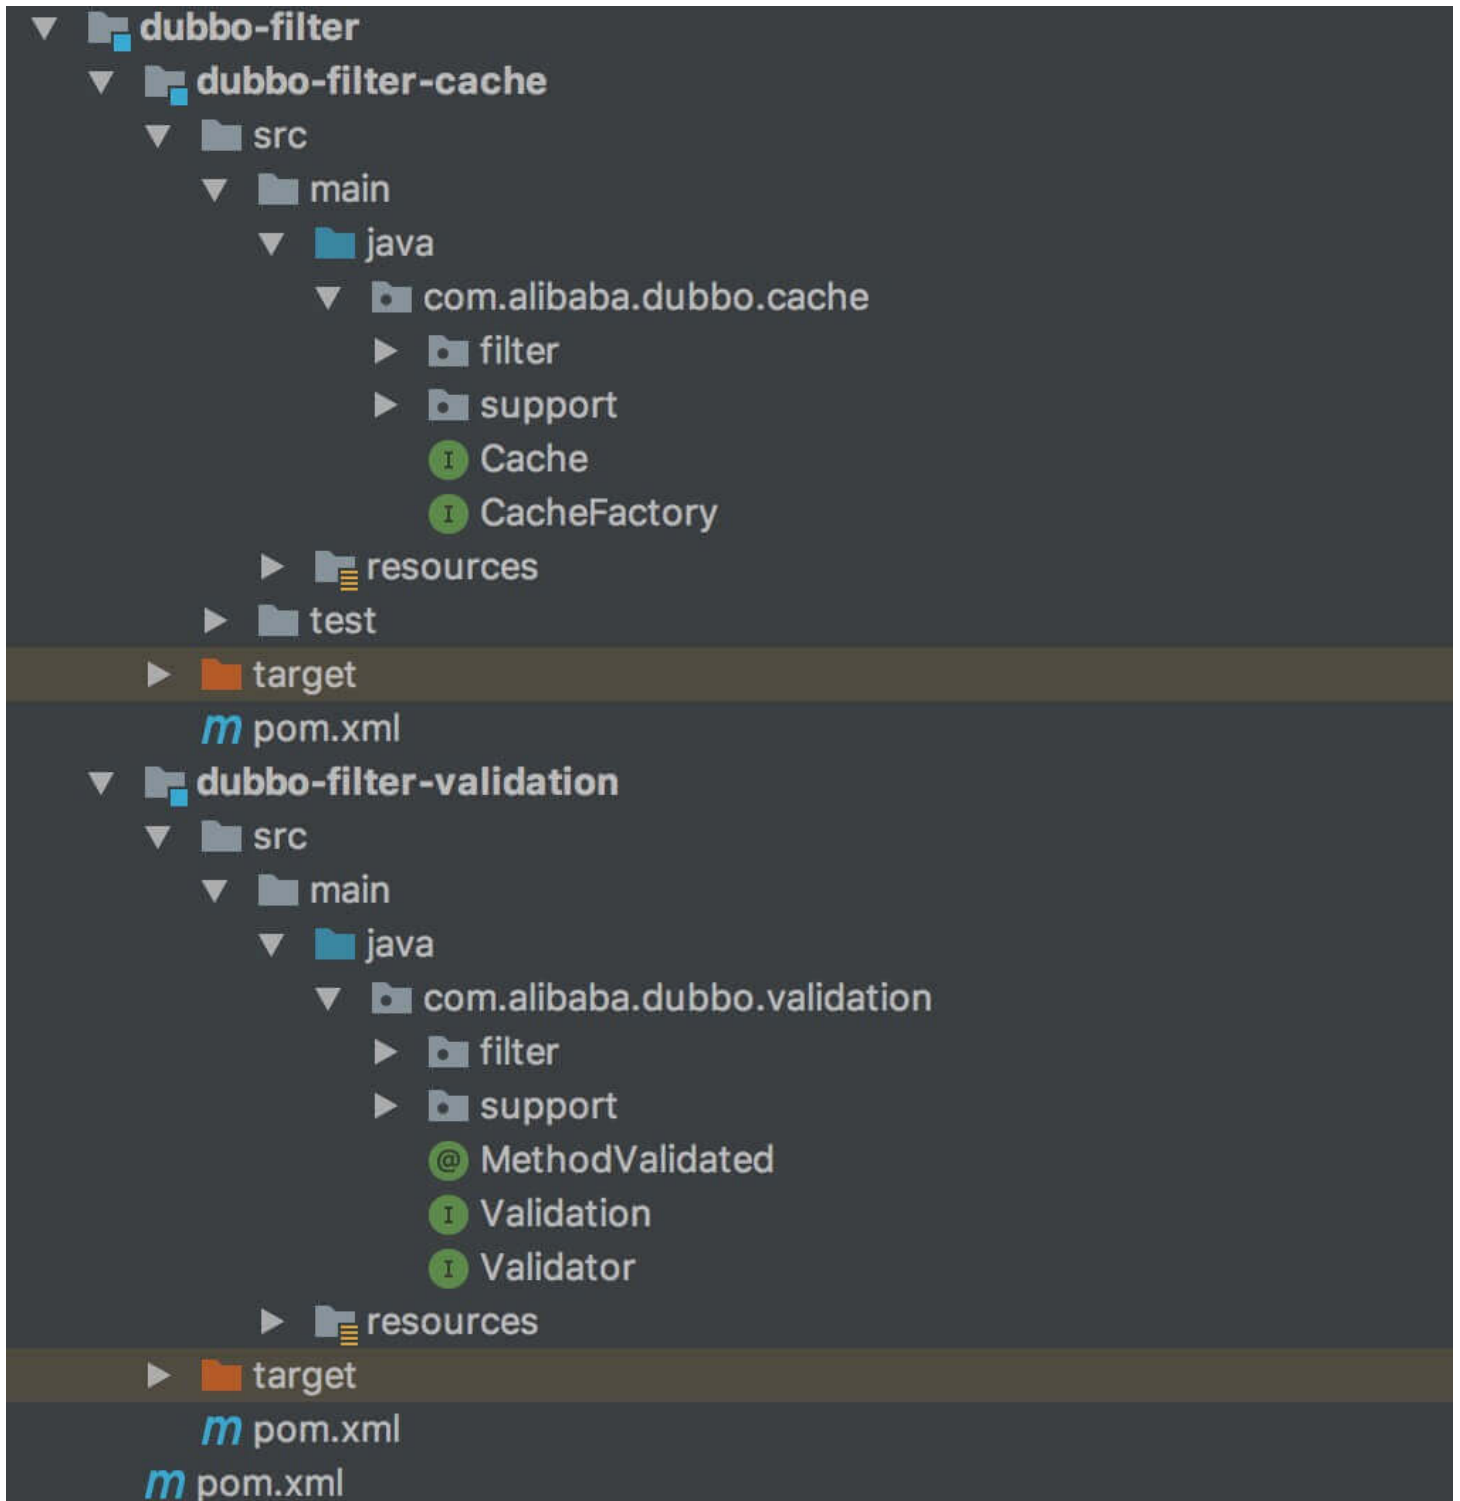 dubbo-filter
dubbo-filter-cache
src
main
java
com.alibaba.dubbo.cache
filter
support
I Cache
I CacheFactory
resources
test
target
m pom.xml
dubbo-filter-validation
src
main
java
com.alibaba.dubbo.validation
filter
support
@ MethodValidated
I Validation
I Validator
resources
target
m pom.xml
m pom.xml